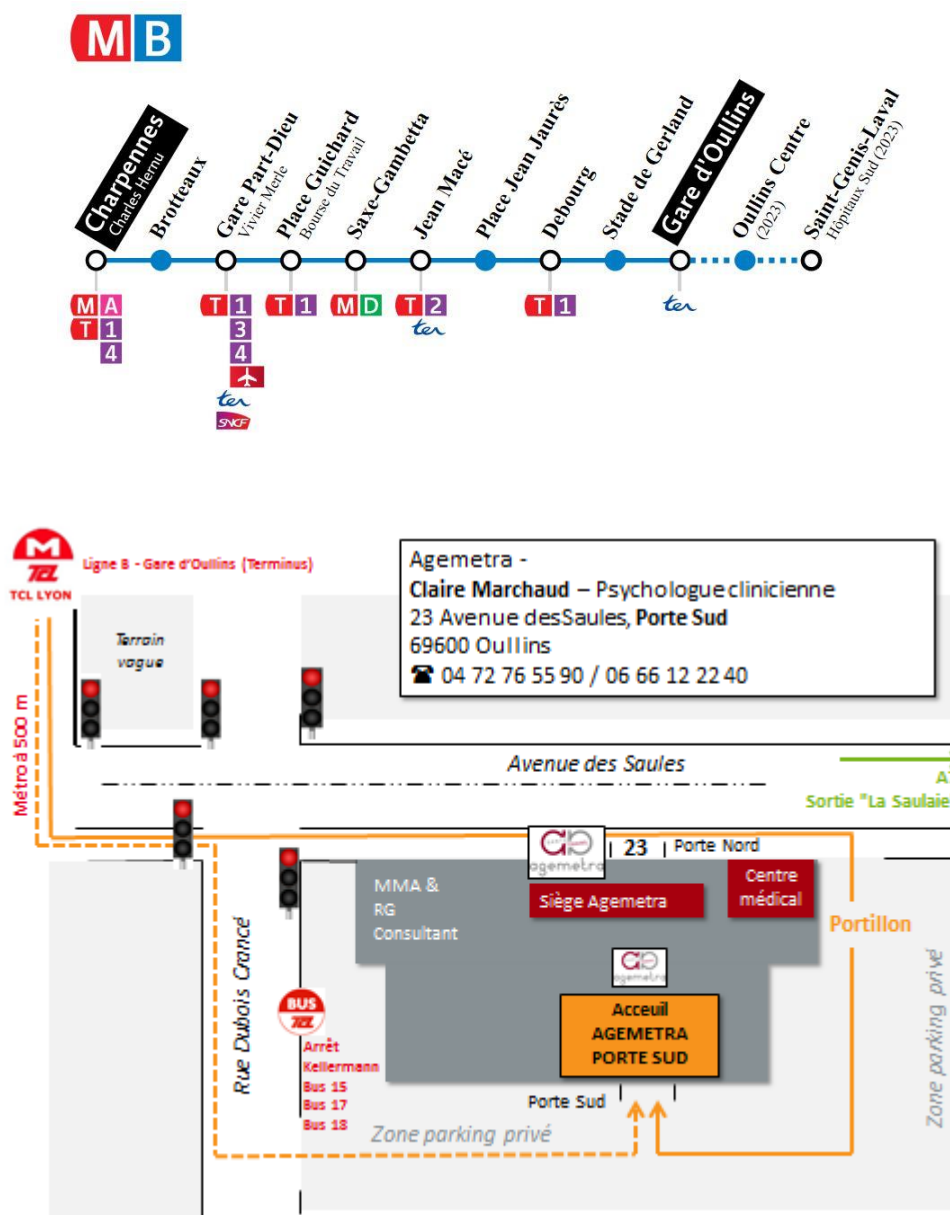 M B
Charpennes
Charles Hernu
Brotteaux
Gare Part-Dieu
Vivier Merle
Place Guichard
Bourse du Travail
Saxe-Gambetta
Jean Macé
Place Jean Jaurès
Debourg
Stade de Gerland
Gare d'Oullins
Oullins Centre
(2023)
Saint-Genis-Laval
Hôpitaux Sud (2023)
M A
T 1
4
T 1
3
4
ter
SNCF
T 1
M D
T 2
ter
T 1
ter
M
TCL
TCL LYON
Ligne B - Gare d'Oullins (Terminus)
Agemetra -
Claire Marchaud – Psychologue clinicienne
23 Avenue des Saules, Porte Sud
69600 Oullins
☎ 04 72 76 55 90 / 06 66 12 22 40
Terrain
vague
Métro à 500 m
Avenue des Saules
A7
Sortie "La Saulaie
agemetra
23
Porte Nord
MMA &
RG
Consultant
Siège Agemetra
Centre
médical
Portillon
agemetra
Acceuil
AGEMETRA
PORTE SUD
Rue Dubois Crancé
BUS
TCL
Arrêt
Kellermann
Bus 15
Bus 17
Bus 18
Porte Sud
Zone parking privé
Zone parking privé